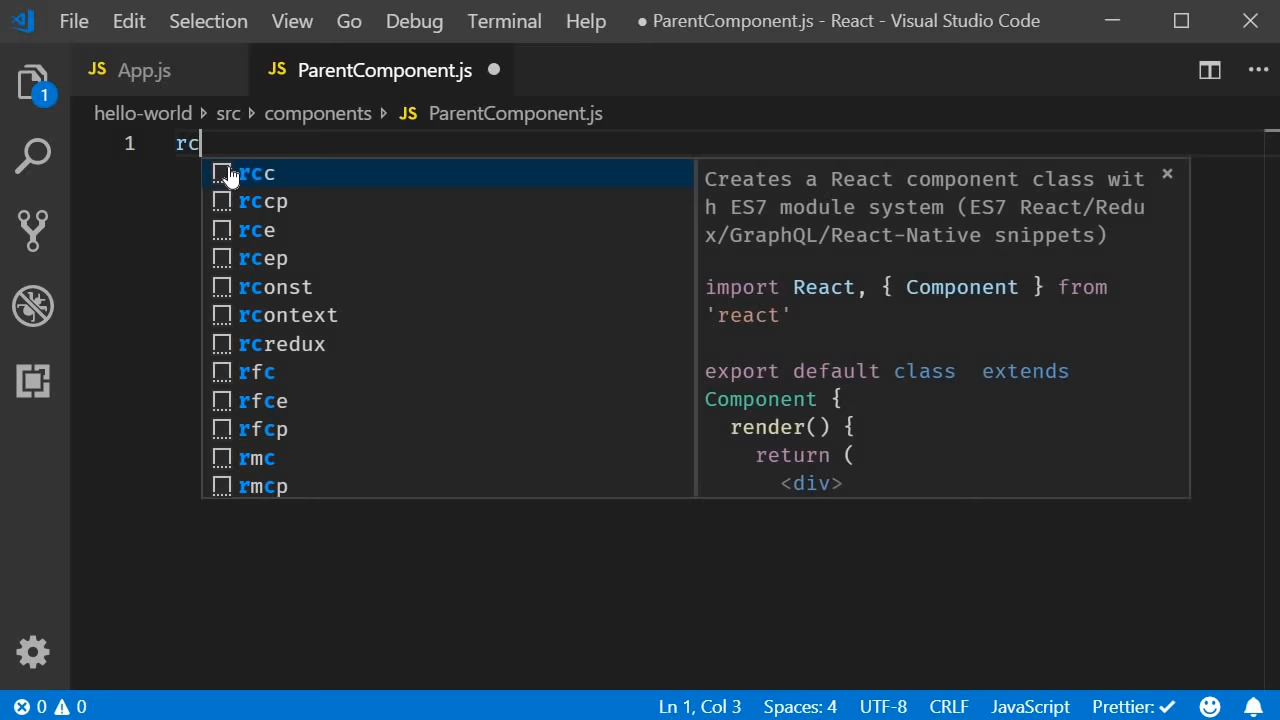 File Edit Selection View Go Debug Terminal Help ● ParentComponent.js - React - Visual Studio Code
JS App.js JS ParentComponent.js
1
hello-world src components JS ParentComponent.js
1 rc
rcc
rccp
rce
rcep
rconst
rcontext
rcredux
rfc
rfce
rfcp
rmc
rmcp
Creates a React component class wit
h ES7 module system (ES7 React/Redu
x/GraphQL/React-Native snippets)
import React, { Component } from
'react'
export default class  extends
Component {
render() {
return (
<div>
0 0 Ln 1, Col 3 Spaces: 4 UTF-8 CRLF JavaScript Prettier: ✓